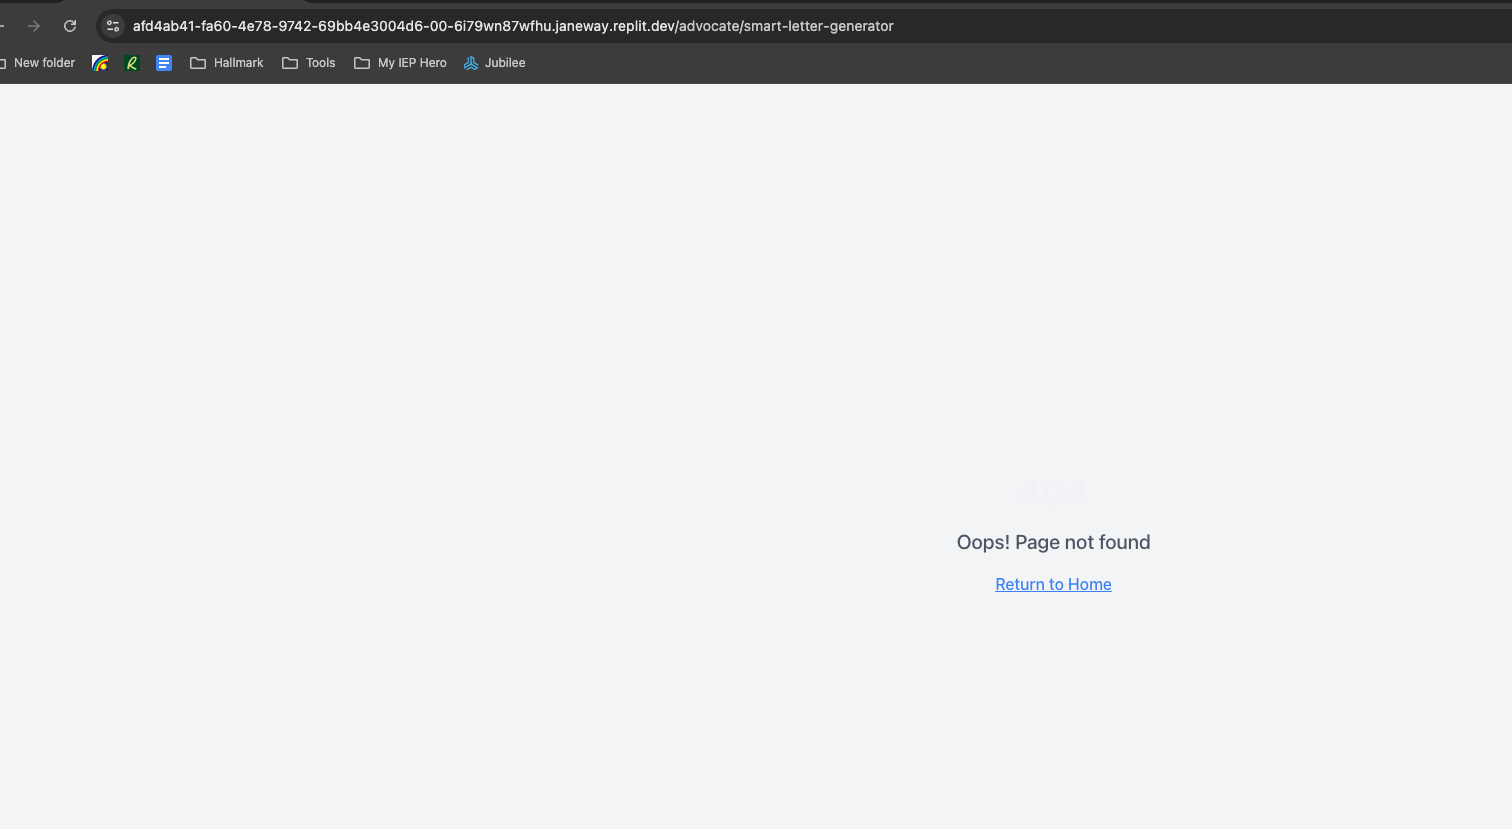 afd4ab41-fa60-4e78-9742-69bb4e3004d6-00-6i79wn87wfhu.janeway.replit.dev/advocate/smart-letter-generator
New folder
Hallmark
Tools
My IEP Hero
Jubilee
404
Oops! Page not found
Return to Home